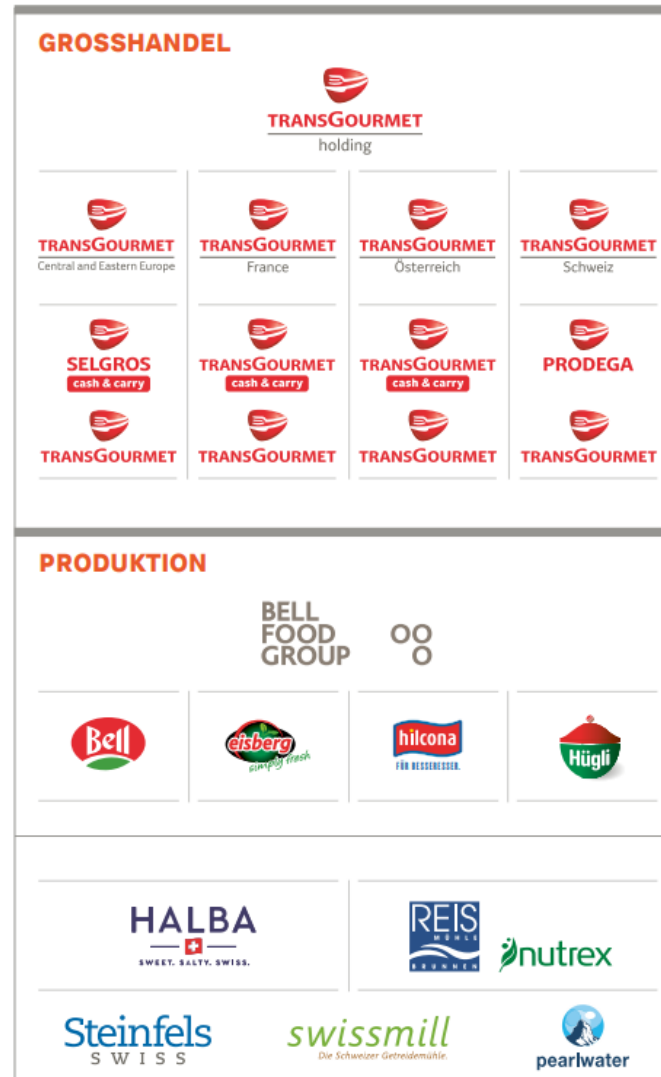 GROSSHANDEL
TRANSGOURMET
holding
TRANSGOURMET
Central and Eastern Europe
TRANSGOURMET
France
TRANSGOURMET
Österreich
TRANSGOURMET
Schweiz
SELGROS
cash & carry
TRANSGOURMET
cash & carry
TRANSGOURMET
cash & carry
PRODEGA
TRANSGOURMET
TRANSGOURMET
TRANSGOURMET
TRANSGOURMET
PRODUKTION
BELL
FOOD
GROUP
Bell
eisberg
simply fresh
hilcona
FÜR BESSERESSER.
Hügli
HALBA
SWEET. SALTY. SWISS.
REIS
MÜHLE
BRUNNEN
nutrex
Steinfels
SWISS
swissmill
Die Schweizer Getreidemühle.
pearlwater